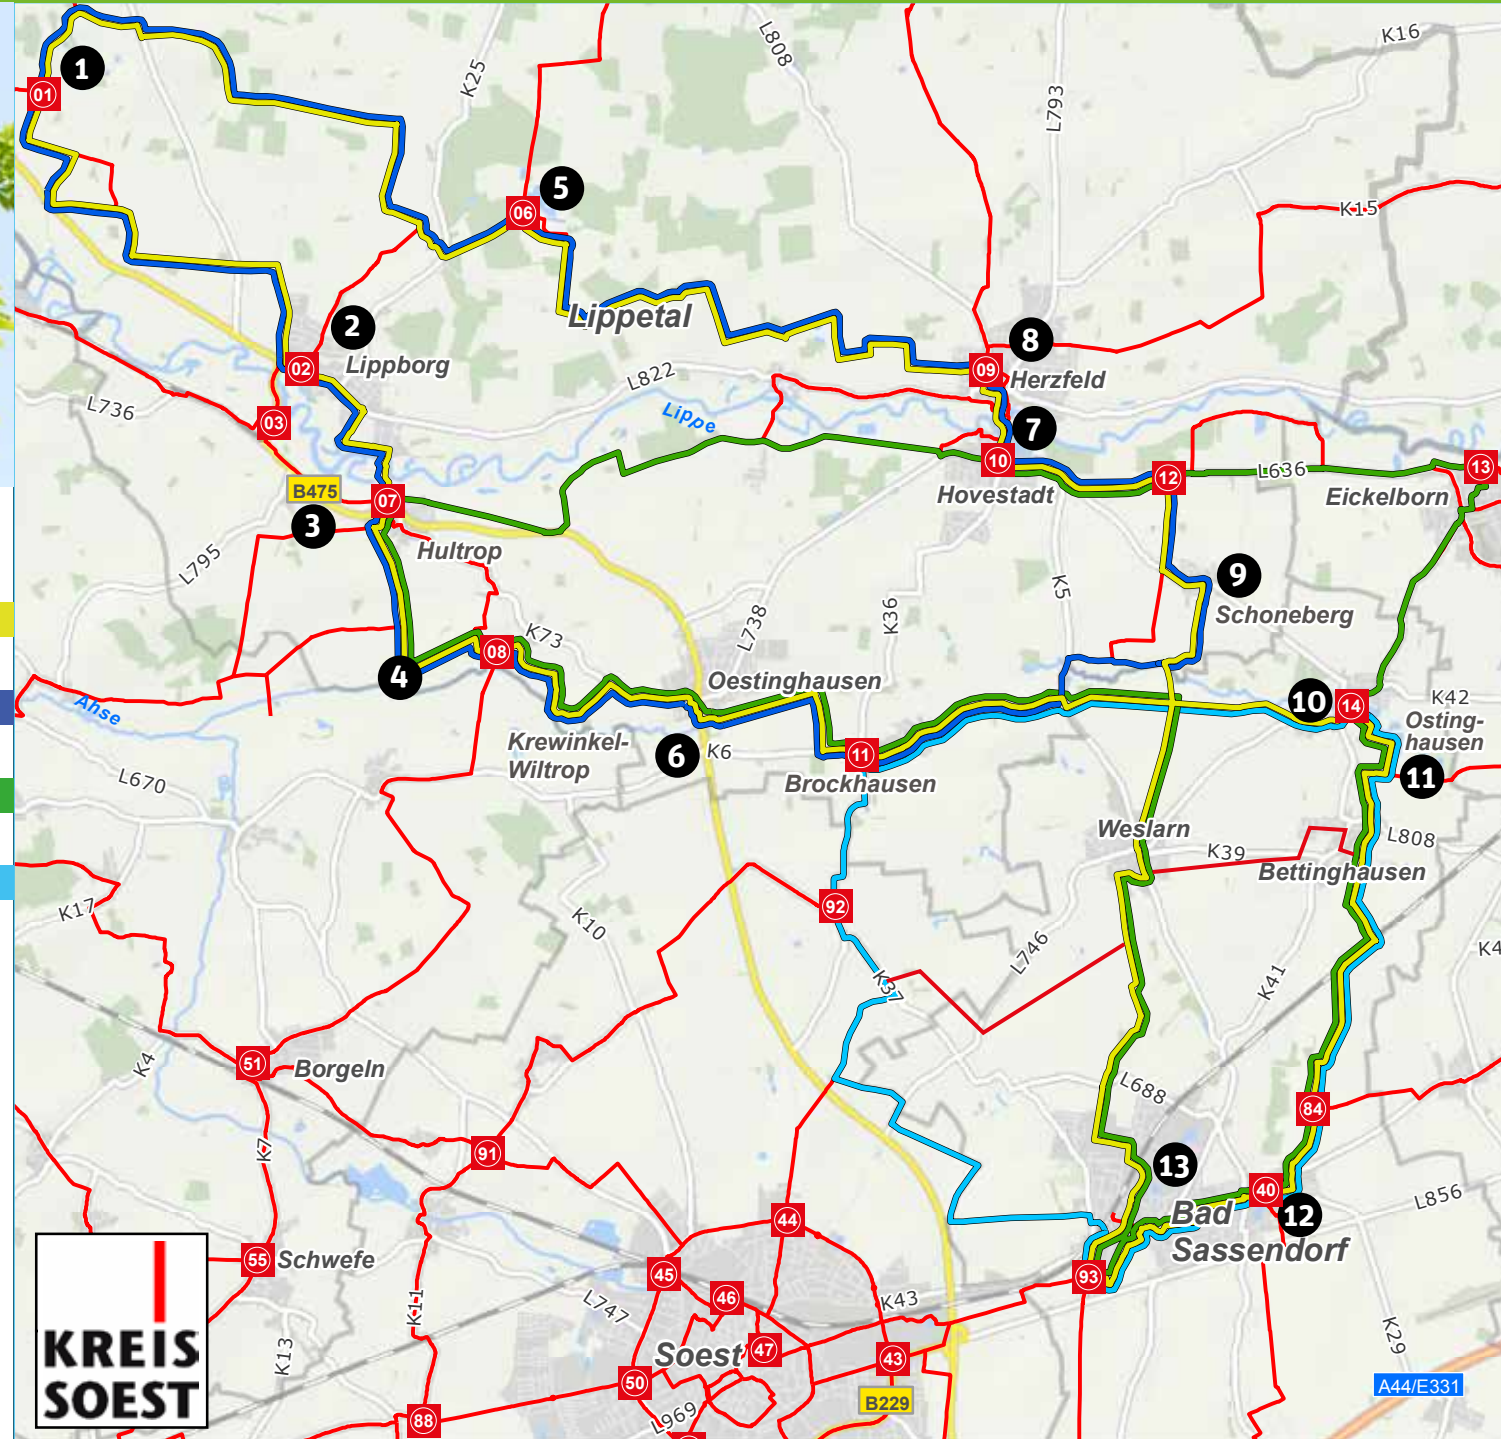 K16
L808
K25
1
01
L793
5
06
K15
Lippetal
2
8
Lippborg
02
09
Herzfeld
L822
L736
Lippe
03
7
10
12
L636
13
B475
07
Hovestadt
Eickelborn
3
Hultrop
L795
K5
9
Schoneberg
K36
L738
K73
08
4
Oestinghausen
10
14
K42
Osting-
hausen
Ahse
Krewinkel-
Wiltrop
6
K6
11
Brockhausen
11
L670
Weslarn
K39
L808
Bettinghausen
K17
92
K10
L746
K4
K37
K41
K4
51
Borgeln
L688
84
K7
91
13
40
12
L856
44
Bad
Sassendorf
55
Schwefe
45
93
46
K11
L747
K43
KREIS
SOEST
K13
Soest
47
43
K29
50
A44/E331
B229
88
L969